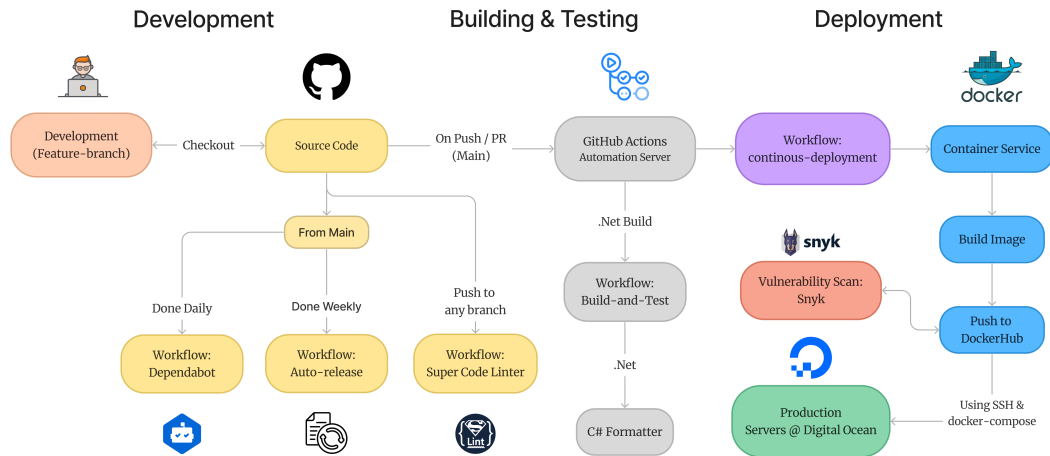 Development
Building & Testing
Deployment
docker
Development
(Feature-branch)
Checkout
Source Code
On Push / PR
(Main)
GitHub Actions
Automation Server
Workflow:
continous-deployment
Container Service
From Main
.Net Build
snyk
Build Image
Workflow:
Build-and-Test
Vulnerability Scan:
Snyk
Done Daily
Done Weekly
Push to
any branch
Push to
DockerHub
Workflow:
Dependabot
Workflow:
Auto-release
Workflow:
Super Code Linter
.Net
Production
Servers @ Digital Ocean
Using SSH &
docker-compose
C# Formatter
Lint